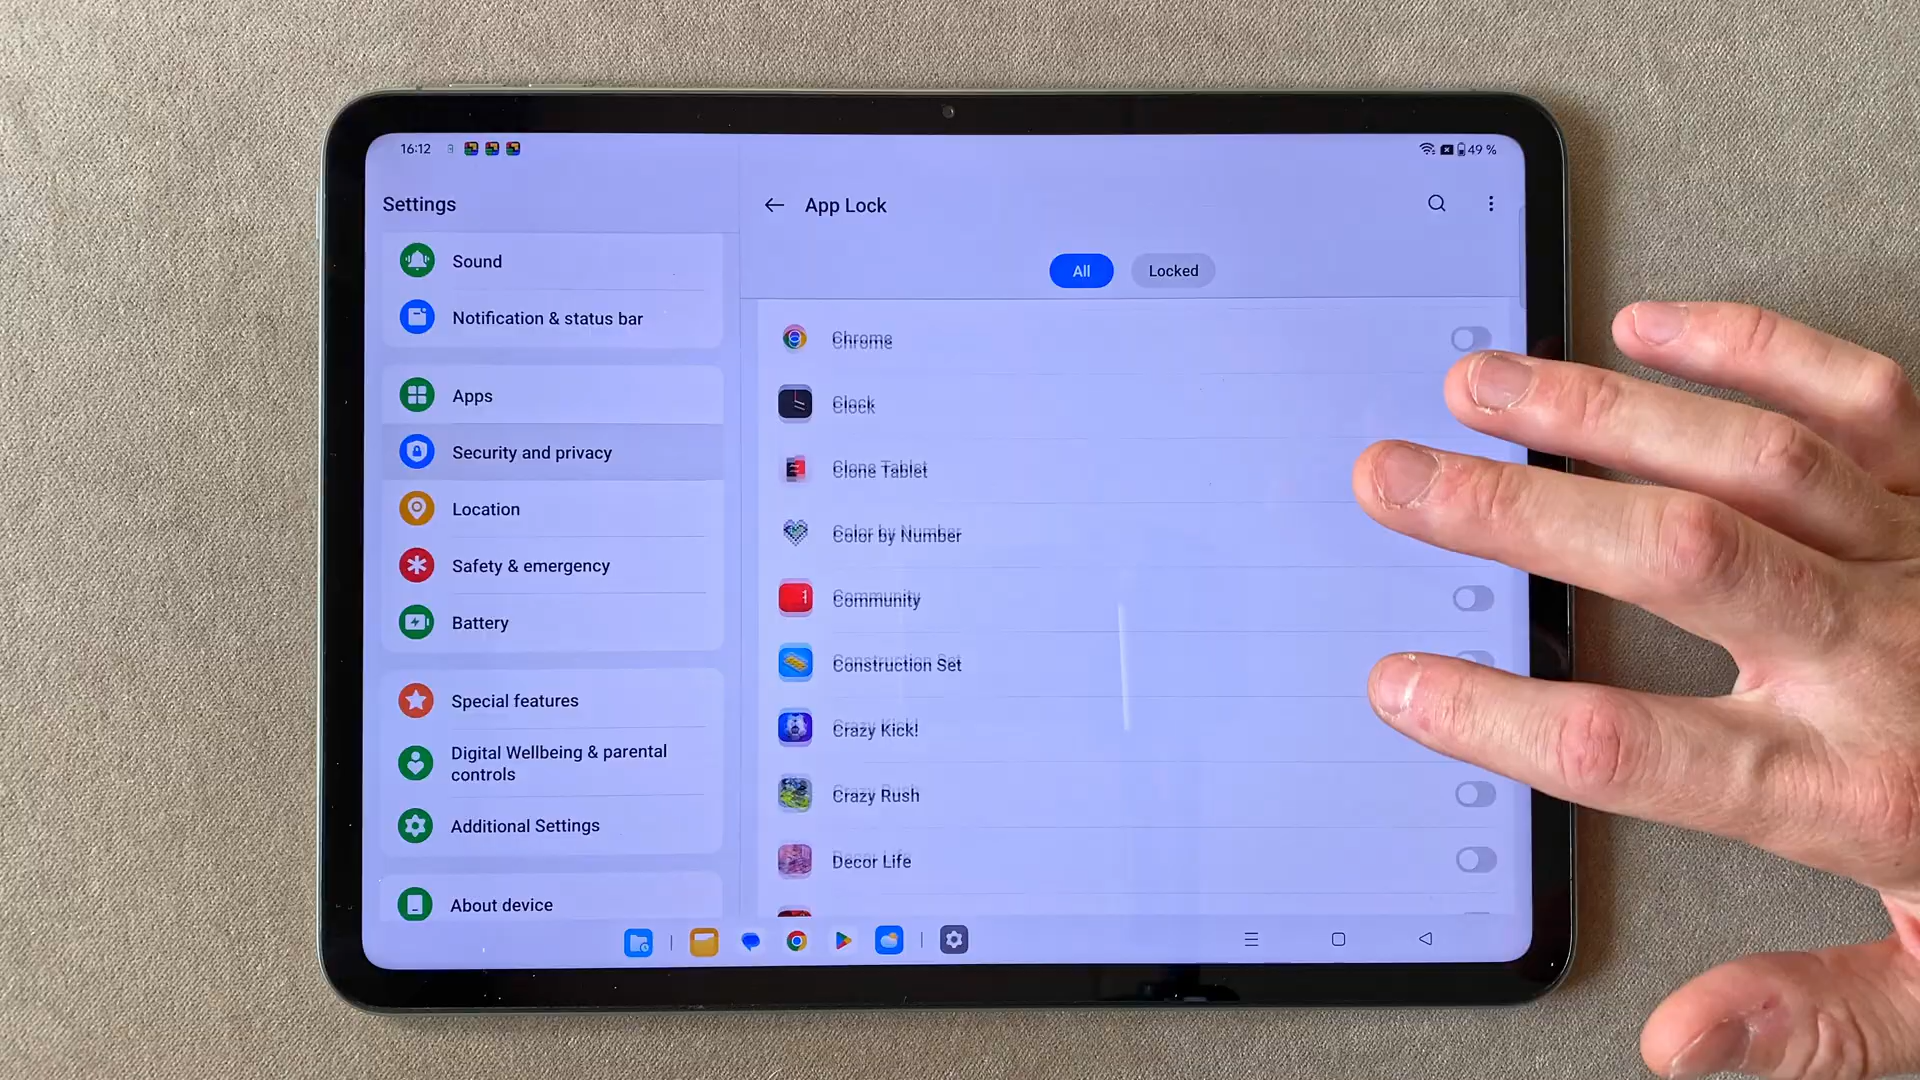 16:12
49 %
Settings
Sound
Notification & status bar
Apps
Security and privacy
Location
Safety & emergency
Battery
Special features
Digital Wellbeing & parental
controls
Additional Settings
About device
App Lock
All
Locked
Chrome
Clock
Clone Tablet
Color by Number
Community
Construction Set
Crazy Kick!
Crazy Rush
Decor Life